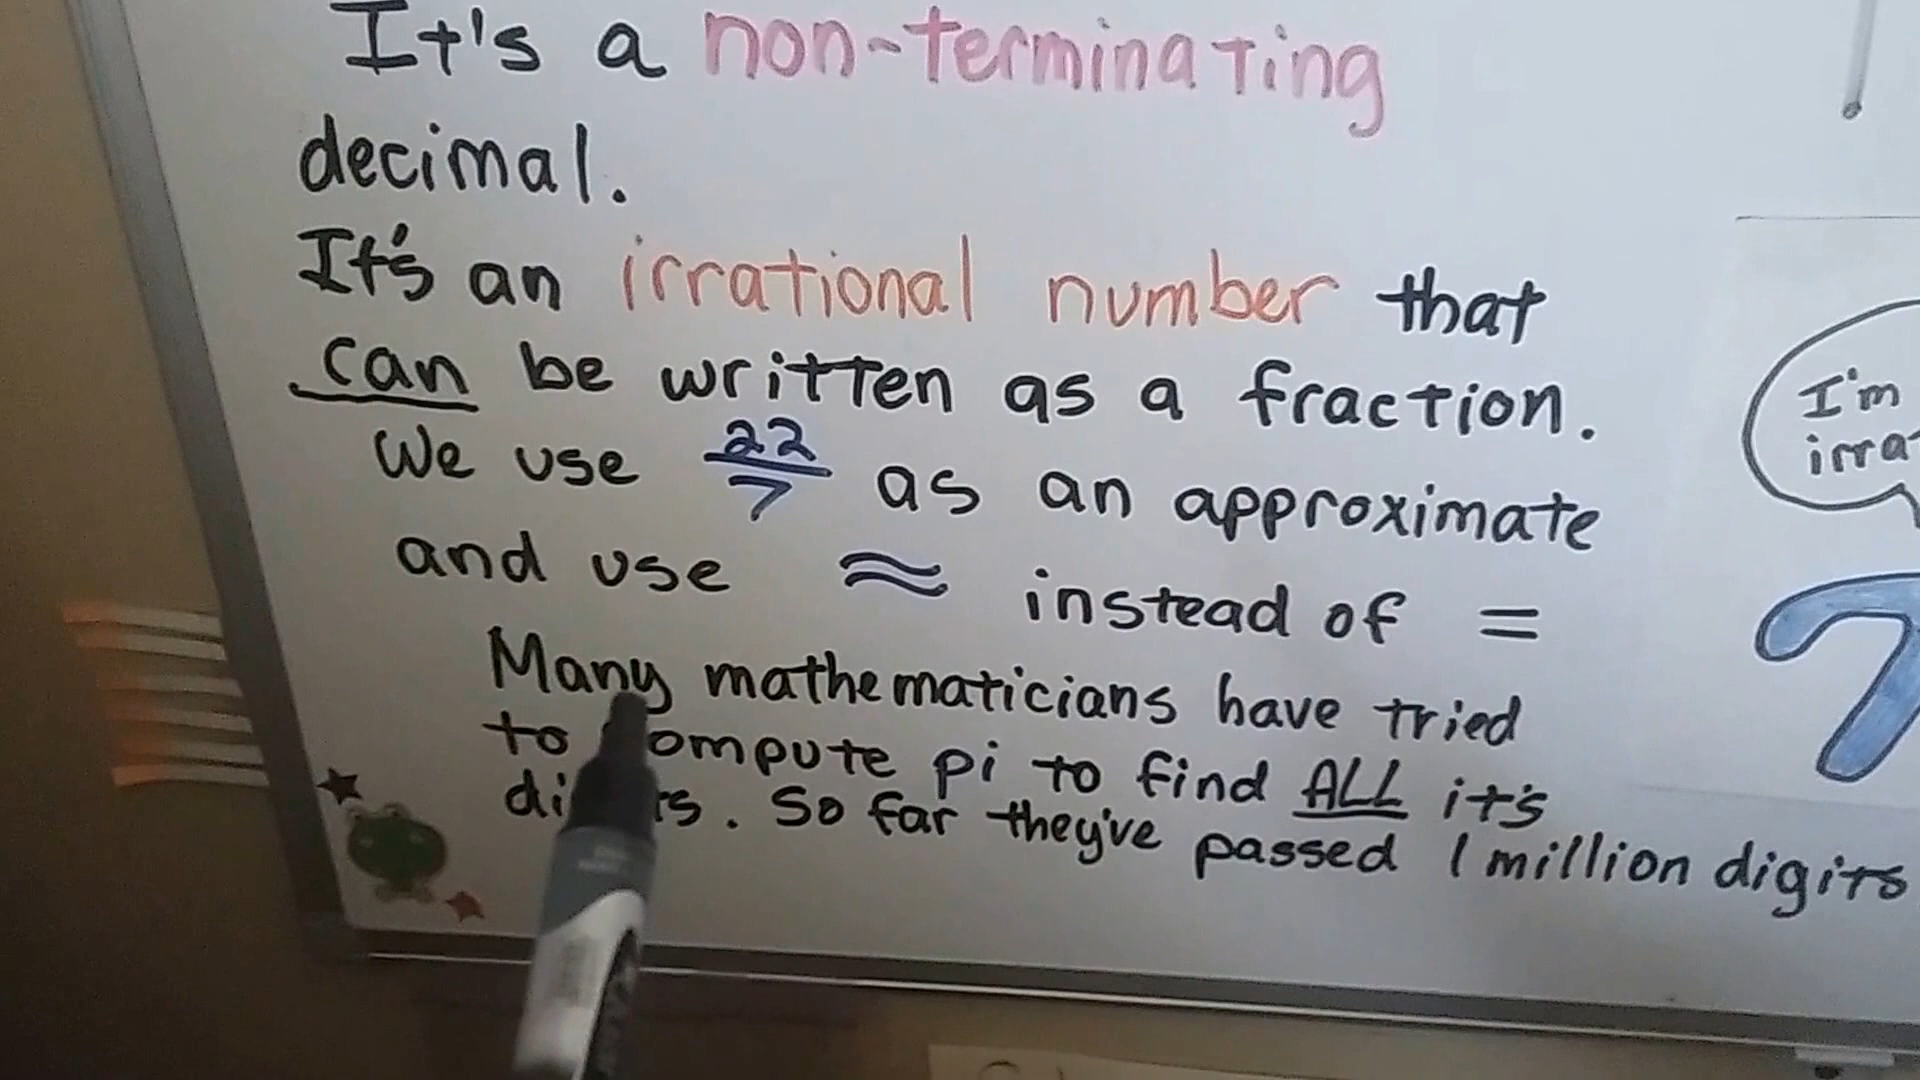 It's a non-terminating
decimal.
It's an irrational number that
can be written as a fraction.
We use 22/7 as an approximate
and use ≈ instead of =
Many mathematicians have tried
to compute pi to find ALL it's
digits. So far they've passed 1 million digits
I'm